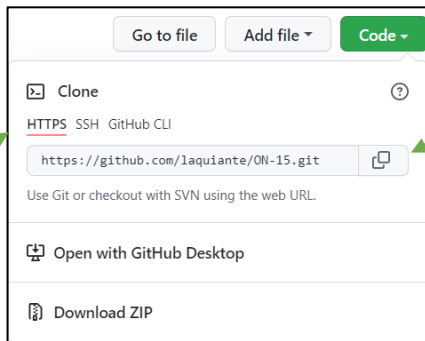 Go to file Add file Code
Clone
HTTPS SSH GitHub CLI
https://github.com/laquiante/ON-15.git
Use Git or checkout with SVN using the web URL.
Open with GitHub Desktop
Download ZIP